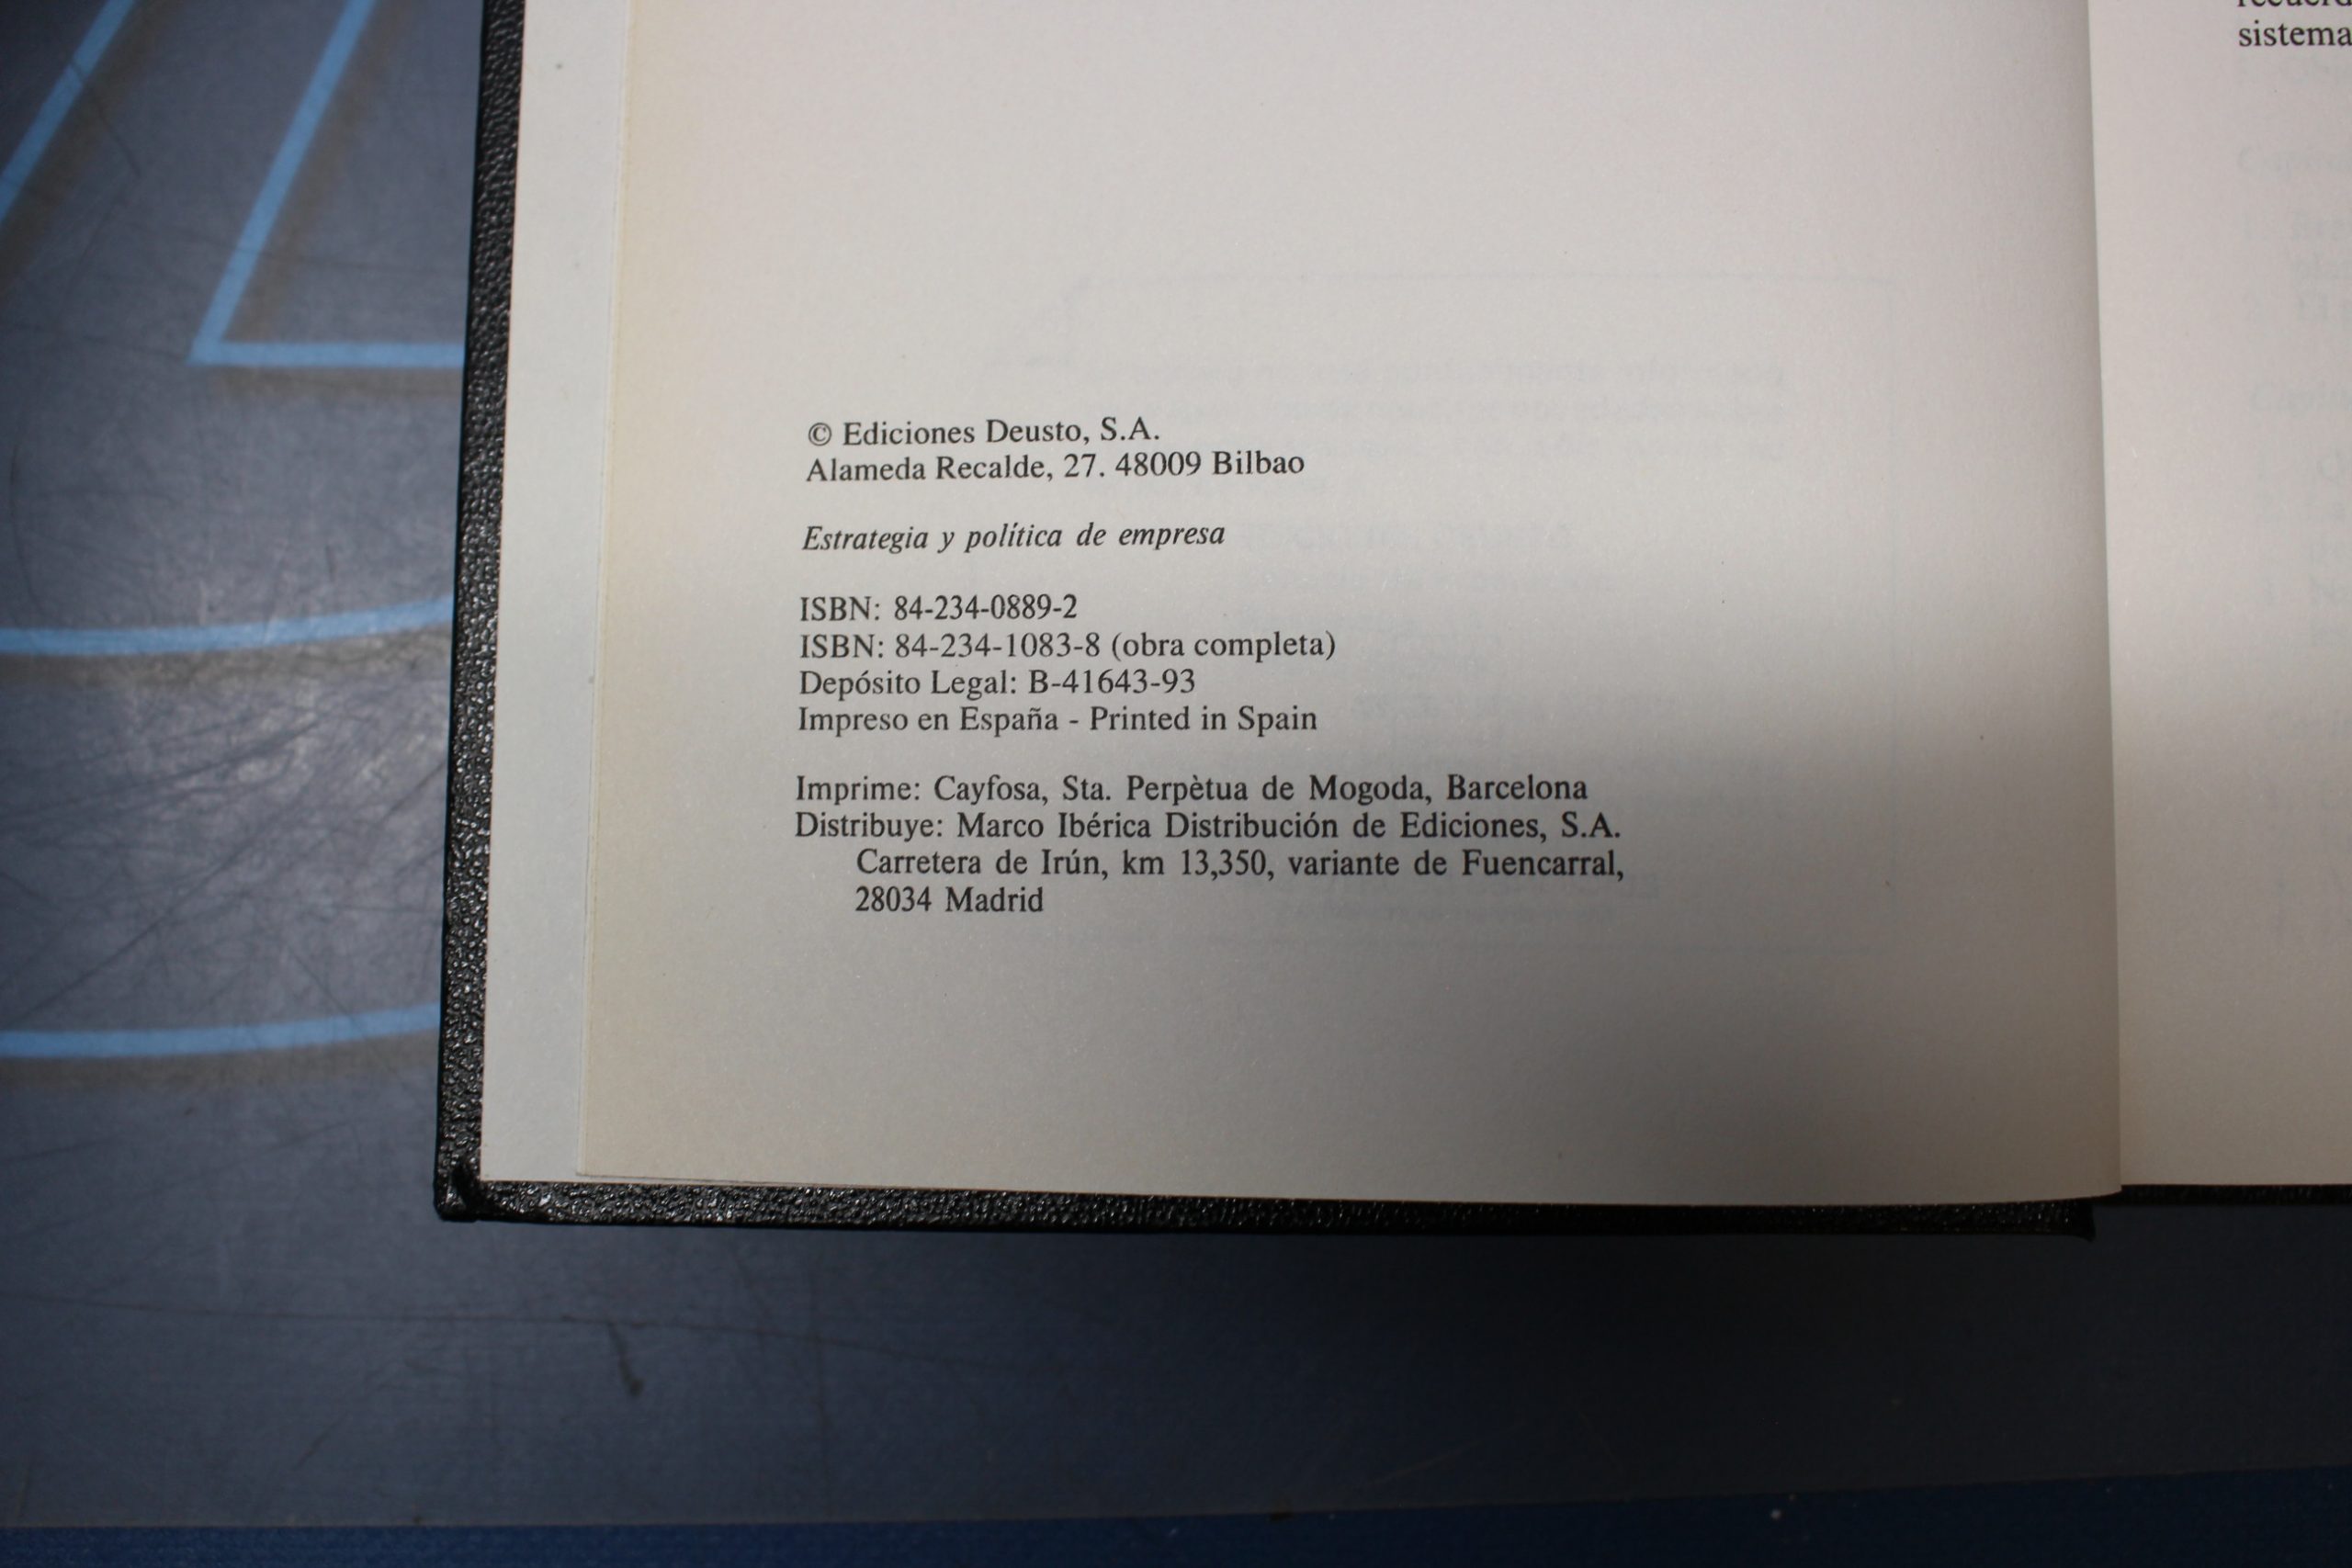 © Ediciones Deusto, S.A.
Alameda Recalde, 27. 48009 Bilbao
Estrategia y política de empresa
ISBN: 84-234-0889-2
ISBN: 84-234-1083-8 (obra completa)
Depósito Legal: B-41643-93
Impreso en España - Printed in Spain
Imprime: Cayfosa, Sta. Perpètua de Mogoda, Barcelona
Distribuye: Marco Ibérica Distribución de Ediciones, S.A.
Carretera de Irún, km 13,350, variante de Fuencarral,
28034 Madrid
sistema